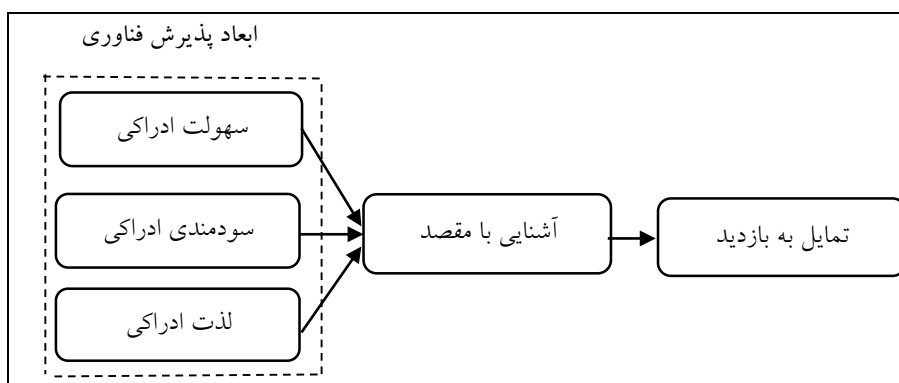 ابعاد پذیرش فناوری
سهولت ادراکی
سودمندی ادراکی
لذت ادراکی
آشنایی با مقصد
تمایل به بازدید